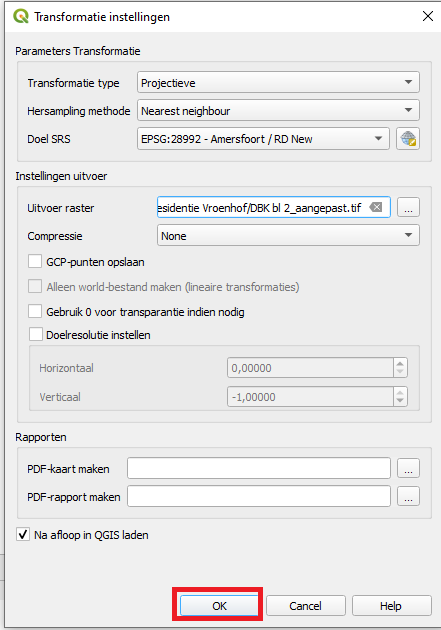 Transformatie instellingen
Parameters Transformatie
Transformatie type Projectieve
Hersampling methode Nearest neighbour
Doel SRS EPSG:28992 - Amersfoort / RD New
Instellingen uitvoer
Uitvoer raster esidentie Vroenhof/DBK bl 2_aangepast.tif ...
Compressie None
GCP-punten opslaan
Alleen world-bestand maken (lineaire transformaties)
Gebruik 0 voor transparantie indien nodig
Doelresolutie instellen
Horizontaal 0,00000
Verticaal -1,00000
Rapporten
PDF-kaart maken ...
PDF-rapport maken ...
Na afloop in QGIS laden
OK Cancel Help